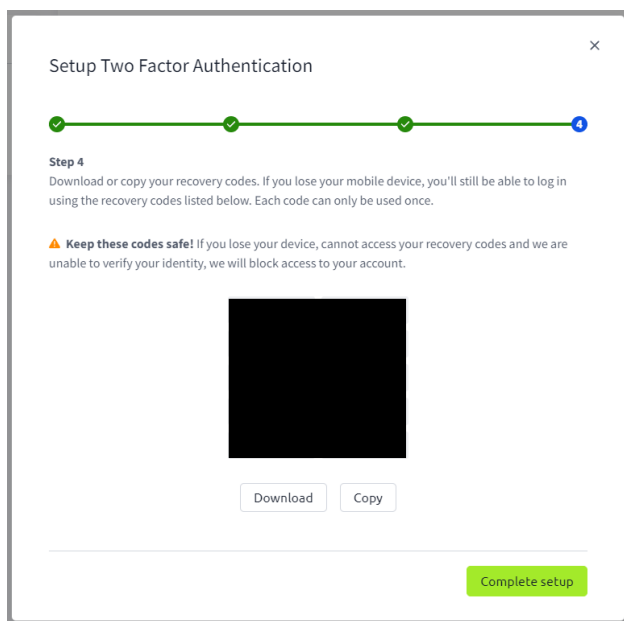 Setup Two Factor Authentication
4
Step 4
Download or copy your recovery codes. If you lose your mobile device, you'll still be able to log in
using the recovery codes listed below. Each code can only be used once.
Keep these codes safe! If you lose your device, cannot access your recovery codes and we are
unable to verify your identity, we will block access to your account.
Download Copy
Complete setup